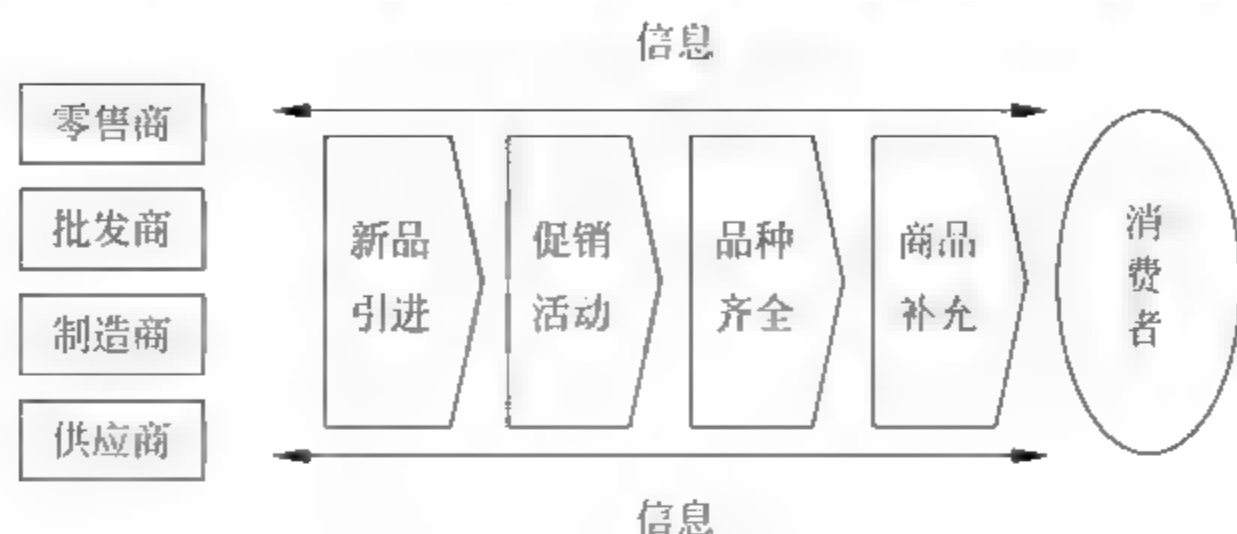 信息
零售商
批发商
制造商
供应商
新品
引进
促销
活动
品种
齐全
商品
补充
消
费
者
信息